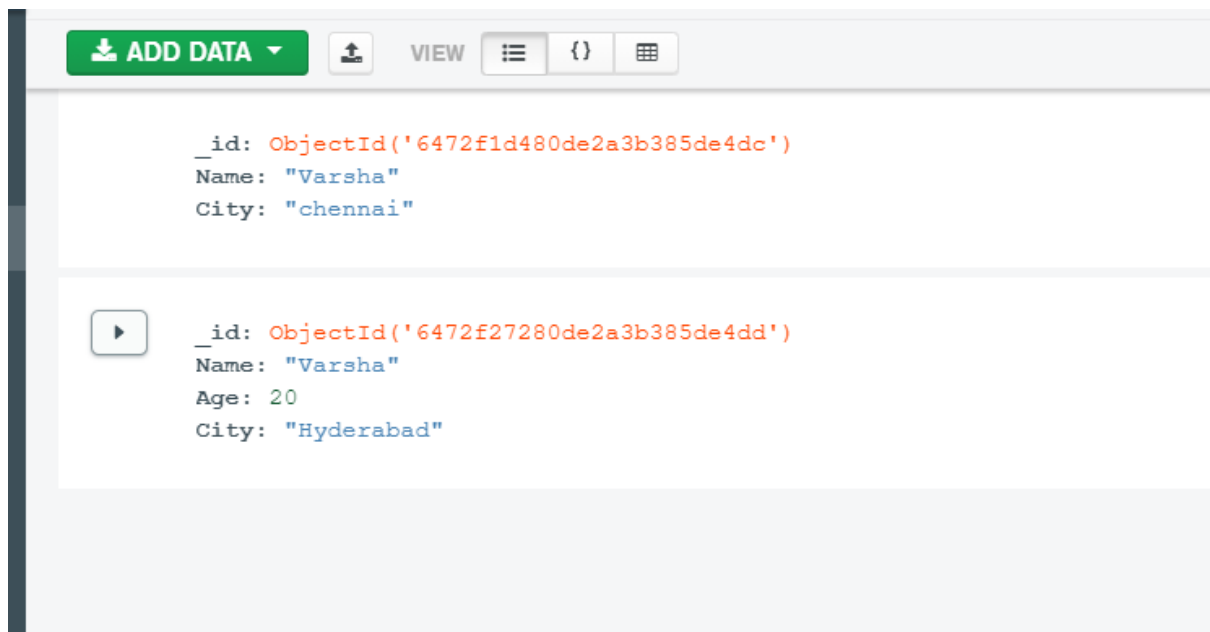 ADD DATA VIEW {}
_id: ObjectId('6472f1d480de2a3b385de4dc')
Name: "Varsha"
City: "chennai"
_id: ObjectId('6472f27280de2a3b385de4dd')
Name: "Varsha"
Age: 20
City: "Hyderabad"